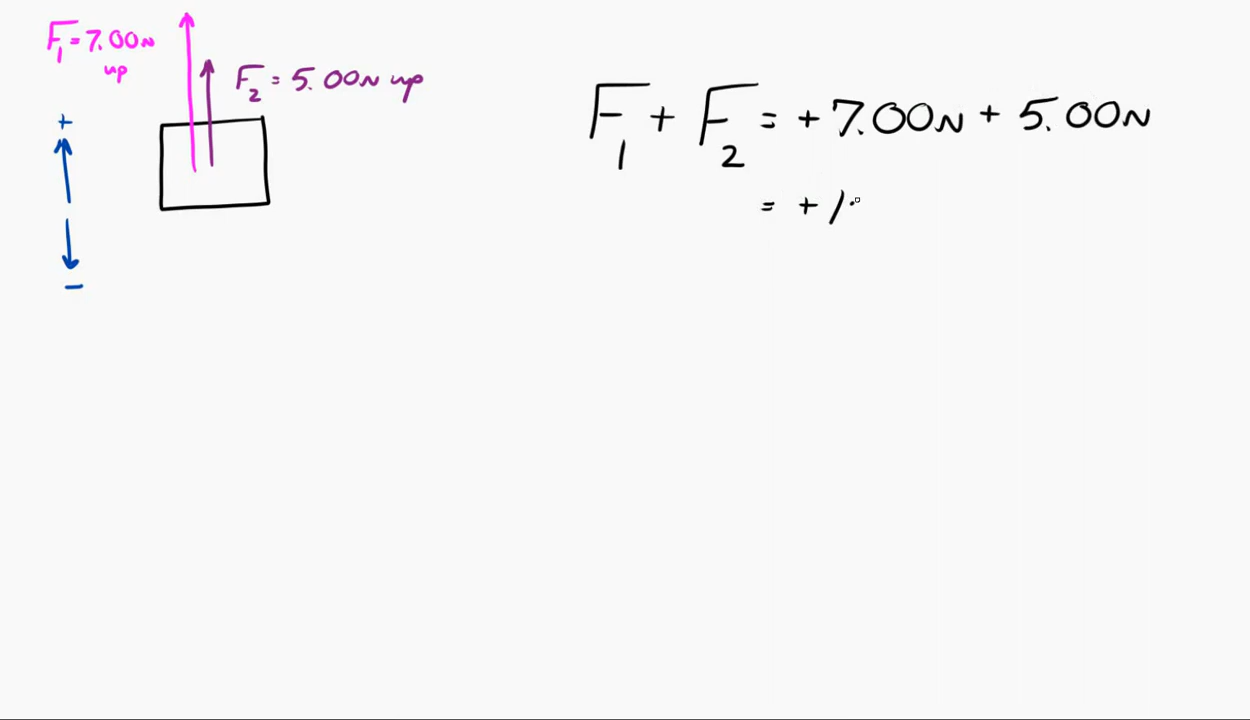 F₁ = 7.00N
up
F₂ = 5.00N up
+
−
F₁ + F₂ = +7.00N + 5.00N
= + 1